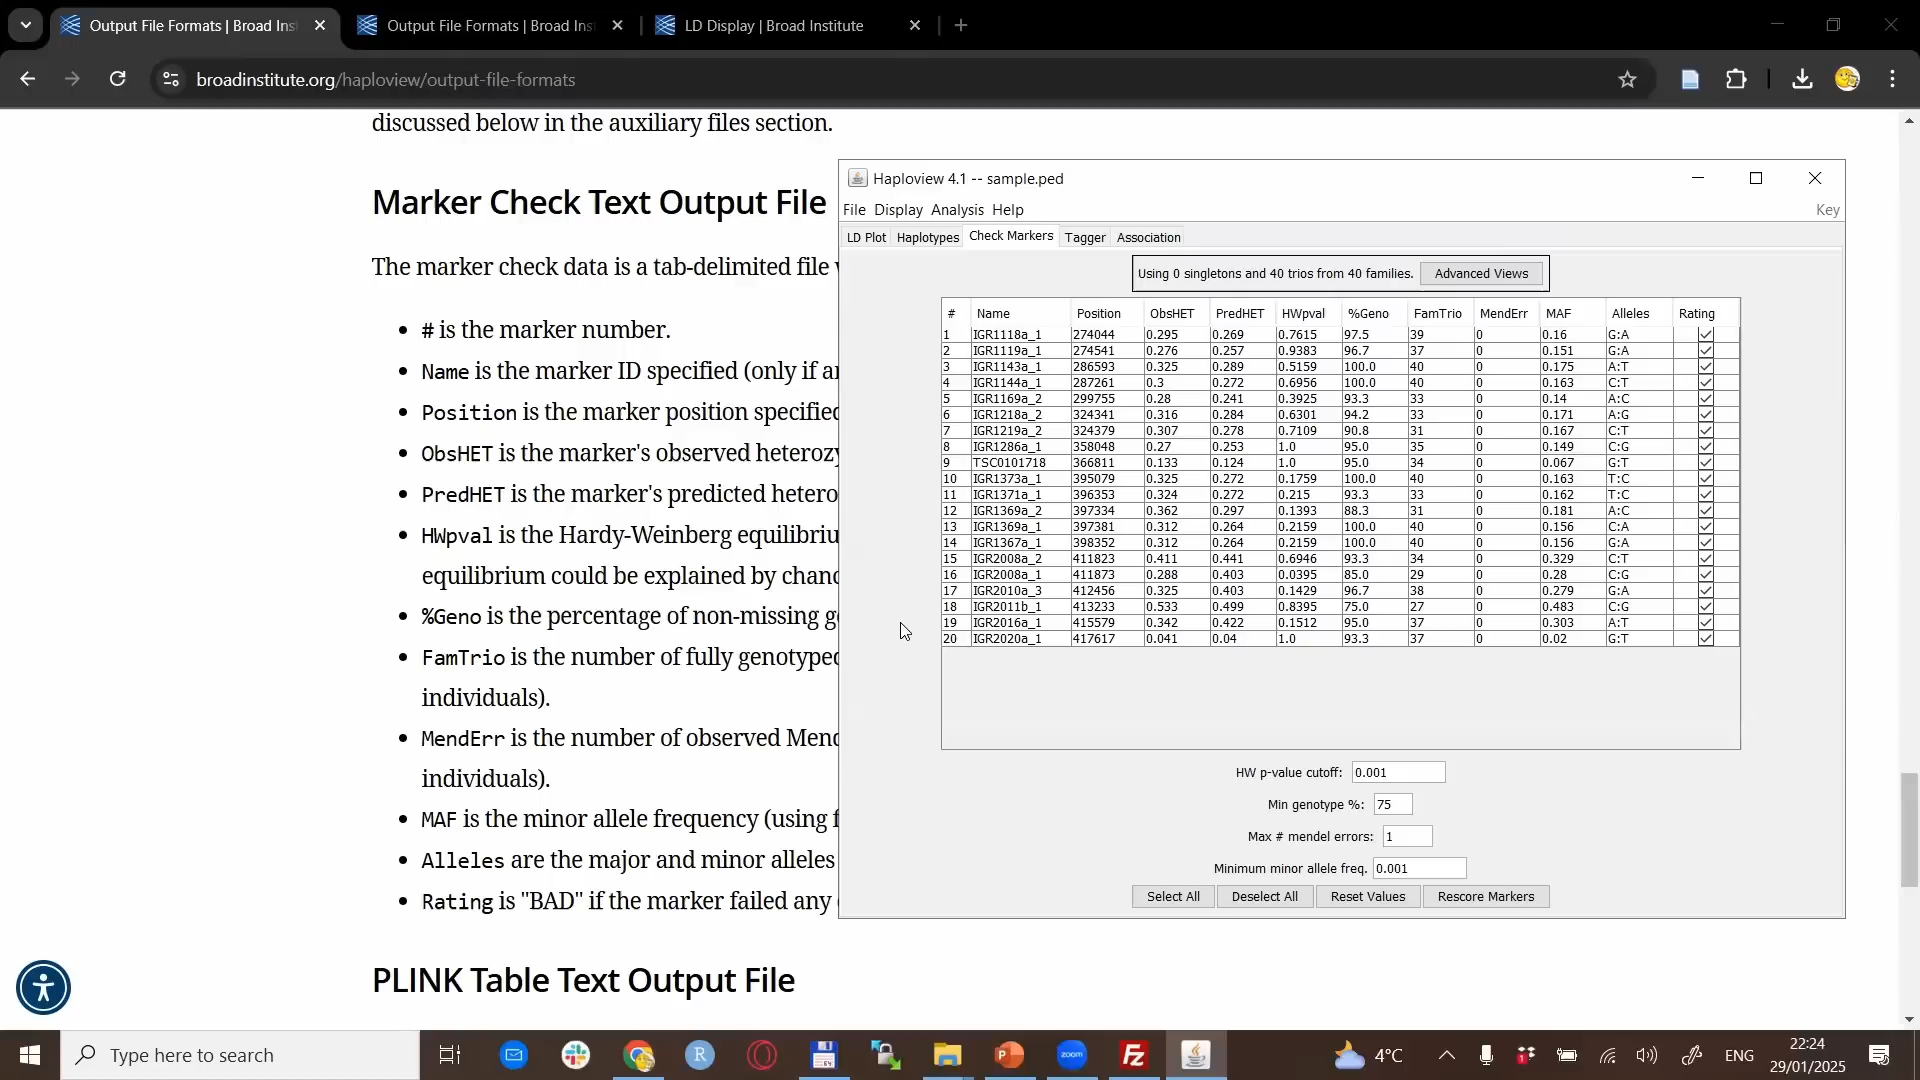 Output File Formats | Broad Ins
Output File Formats | Broad Ins
LD Display | Broad Institute
broadinstitute.org/haploview/output-file-formats
discussed below in the auxiliary files section.
Marker Check Text Output File
The marker check data is a tab-delimited file
# is the marker number.
Name is the marker ID specified (only if
Position is the marker position specified
ObsHET is the marker's observed heterozy
PredHET is the marker's predicted hetero
HWpval is the Hardy-Weinberg equilibriu
equilibrium could be explained by chanc
%Geno is the percentage of non-missing g
FamTrio is the number of fully genotyped
individuals).
MendErr is the number of observed Mend
individuals).
MAF is the minor allele frequency (using f
Alleles are the major and minor alleles
Rating is "BAD" if the marker failed any
PLINK Table Text Output File
Haploview 4.1 -- sample.ped
File Display Analysis Help Key
LD Plot Haplotypes Check Markers Tagger Association
Using 0 singletons and 40 trios from 40 families. Advanced Views
# Name Position ObsHET PredHET HWpval %Geno FamTrio MendErr MAF Alleles Rating
1 IGR1118a_1 274044 0.295 0.269 0.7615 97.5 39 0 0.16 G:A
2 IGR1119a_1 274541 0.276 0.257 0.9383 96.7 37 0 0.151 G:A
3 IGR1143a_1 286593 0.325 0.289 0.5159 100.0 40 0 0.175 A:T
4 IGR1144a_1 287261 0.3 0.272 0.6956 100.0 40 0 0.163 C:T
5 IGR1169a_2 299755 0.28 0.241 0.3925 93.3 33 0 0.14 A:C
6 IGR1218a_2 324341 0.316 0.284 0.6301 94.2 33 0 0.171 A:G
7 IGR1219a_2 324379 0.307 0.278 0.7109 90.8 31 0 0.167 C:T
8 IGR1286a_1 358048 0.27 0.253 1.0 95.0 35 0 0.149 C:G
9 TSC0101718 366811 0.133 0.124 1.0 95.0 34 0 0.067 G:T
10 IGR1373a_1 395079 0.325 0.272 0.1759 100.0 40 0 0.163 T:C
11 IGR1371a_1 396353 0.324 0.272 0.215 93.3 33 0 0.162 T:C
12 IGR1369a_2 397334 0.362 0.297 0.1393 88.3 31 0 0.181 A:C
13 IGR1369a_1 397381 0.312 0.264 0.2159 100.0 40 0 0.156 C:A
14 IGR1367a_1 398352 0.312 0.264 0.2159 100.0 40 0 0.156 G:A
15 IGR2008a_2 411823 0.411 0.441 0.6946 93.3 34 0 0.329 C:T
16 IGR2008a_1 411873 0.288 0.403 0.0395 85.0 29 0 0.28 C:G
17 IGR2010a_3 412456 0.325 0.403 0.1429 96.7 38 0 0.279 G:A
18 IGR2011b_1 413233 0.533 0.499 0.8395 75.0 27 0 0.483 C:G
19 IGR2016a_1 415579 0.342 0.422 0.1512 95.0 37 0 0.303 A:T
20 IGR2020a_1 417617 0.041 0.04 1.0 93.3 37 0 0.02 G:T
HW p-value cutoff: 0.001
Min genotype %: 75
Max # mendel errors: 1
Minimum minor allele freq. 0.001
Select All Deselect All Reset Values Rescore Markers
Type here to search
R
zoom
FZ
4°C
ENG
22:24
29/01/2025